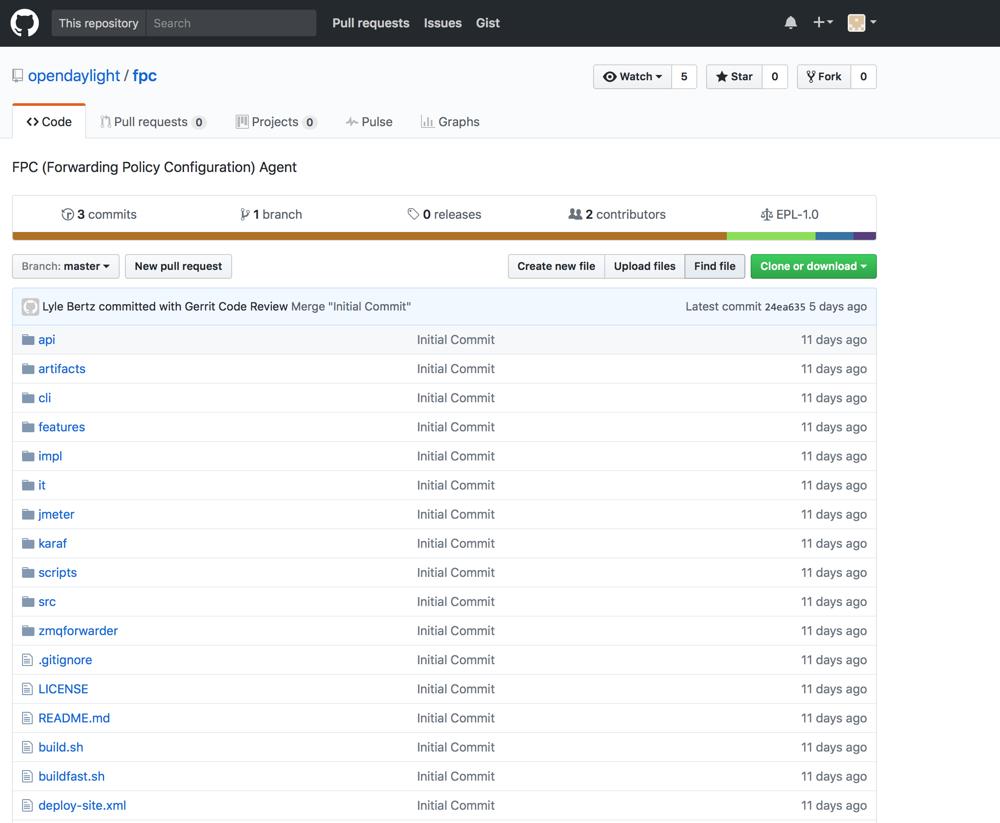 This repository Search Pull requests Issues Gist
opendaylight / fpc Watch 5 Star 0 Fork 0
Code Pull requests 0 Projects 0 Pulse Graphs
FPC (Forwarding Policy Configuration) Agent
3 commits 1 branch 0 releases 2 contributors EPL-1.0
Branch: master New pull request Create new file Upload files Find file Clone or download
Lyle Bertz committed with Gerrit Code Review Merge "Initial Commit" Latest commit 24ea635 5 days ago
api Initial Commit 11 days ago
artifacts Initial Commit 11 days ago
cli Initial Commit 11 days ago
features Initial Commit 11 days ago
impl Initial Commit 11 days ago
it Initial Commit 11 days ago
jmeter Initial Commit 11 days ago
karaf Initial Commit 11 days ago
scripts Initial Commit 11 days ago
src Initial Commit 11 days ago
zmqforwarder Initial Commit 11 days ago
.gitignore Initial Commit 11 days ago
LICENSE Initial Commit 11 days ago
README.md Initial Commit 11 days ago
build.sh Initial Commit 11 days ago
buildfast.sh Initial Commit 11 days ago
deploy-site.xml Initial Commit 11 days ago